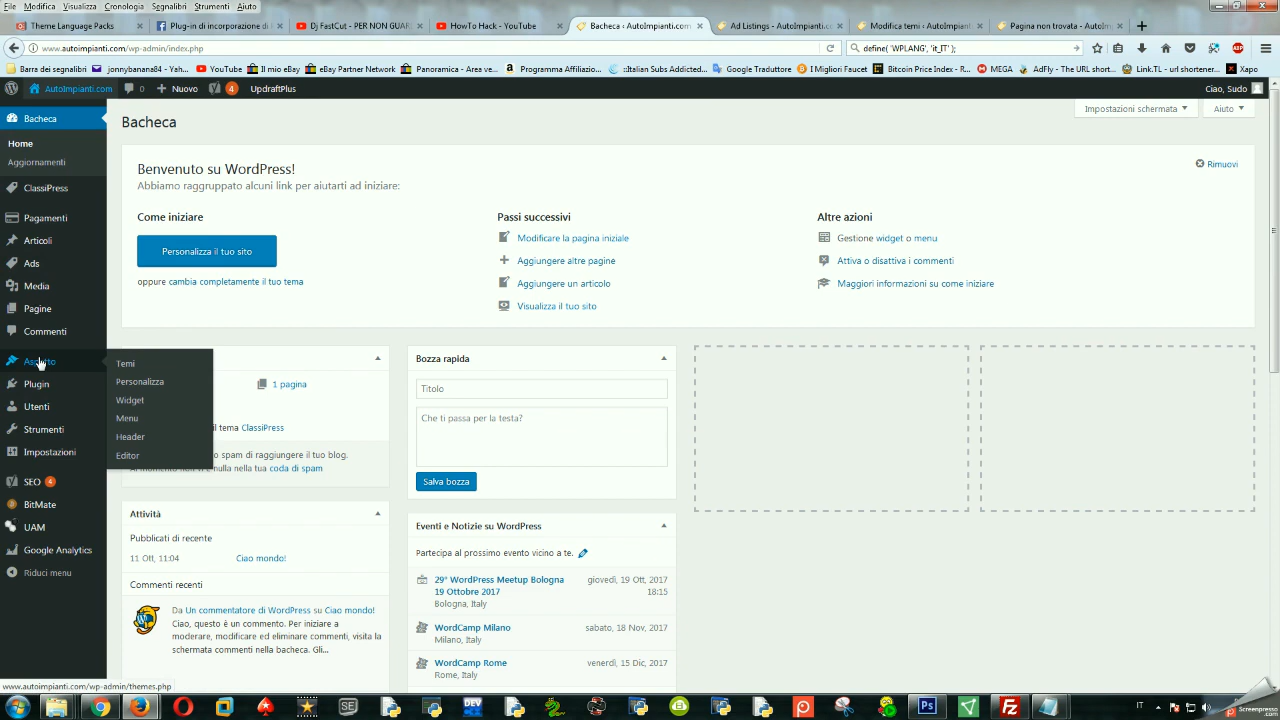 File Modifica Visualizza Cronologia Segnalibri Strumenti Aiuto
Theme Language Packs
Plug-in di incorporazione di
Dj FastCut - PER NON GUAR
HowTo Hack - YouTube
Bacheca ‹ AutoImpianti.com
All Listings - AutoImpianti
Modifica temi ‹ AutoImpianti
Pagina non trovata - AutoIm
www.autoimpianti.com/wp-admin/index.php
define( 'WPLANG', 'it_IT' );
Barra dei segnalibri
jonnybanana84 - Yah...
YouTube
Il mio eBay
eBay Partner Network
Panoramica - Area ve...
Programma Affiliazio...
::ItaliaSubs Addicted...
Google Traduttore
I Migliori Faucet
Bitcoin Price Index - R...
MEGA
AdFly - The URL short...
Link.TL - url shortener...
Xapo
AutoImpianti.com
0
Nuovo
4
UpdraftPlus
Ciao, Sudo
Bacheca
Home
Aggiornamenti
ClassiPress
Pagamenti
Articoli
Ads
Media
Pagine
Commenti
Aspetto
Plugin
Utenti
Strumenti
Impostazioni
SEO 4
BitMate
UAM
Google Analytics
Riduci menu
Temi
Personalizza
Widget
Menu
Header
Editor
Bacheca
Impostazioni schermata
Aiuto
Benvenuto su WordPress!
Rimuovi
Abbiamo raggruppato alcuni link per aiutarti ad iniziare:
Come iniziare
Personalizza il tuo sito
oppure cambia completamente il tuo tema
Passi successivi
Modificare la pagina iniziale
Aggiungere altre pagine
Aggiungere un articolo
Visualizza il tuo sito
Altre azioni
Gestione widget o menu
Attiva o disattiva i commenti
Maggiori informazioni su come iniziare
1 pagina
il tema ClassiPress
o spam di raggiungere il tuo blog.
Al momento non vi è nulla nella tua coda di spam
Attività
Pubblicati di recente
11 Ott, 11:04 Ciao mondo!
Commenti recenti
Da Un commentatore di WordPress su Ciao mondo!
Ciao, questo è un commento. Per iniziare a
moderare, modificare ed eliminare commenti, visita la
schermata commenti nella bacheca. Gli...
Bozza rapida
Titolo
Che ti passa per la testa?
Salva bozza
Eventi e Notizie su WordPress
Partecipa al prossimo evento vicino a te.
29° WordPress Meetup Bologna giovedì, 19 Ott, 2017
19 Ottobre 2017 18:15
Bologna, Italy
WordCamp Milano sabato, 18 Nov, 2017
Milano, Italy
WordCamp Rome venerdì, 15 Dic, 2017
Rome, Italy
www.autoimpianti.com/wp-admin/themes.php
IT
Screenpresso
.com